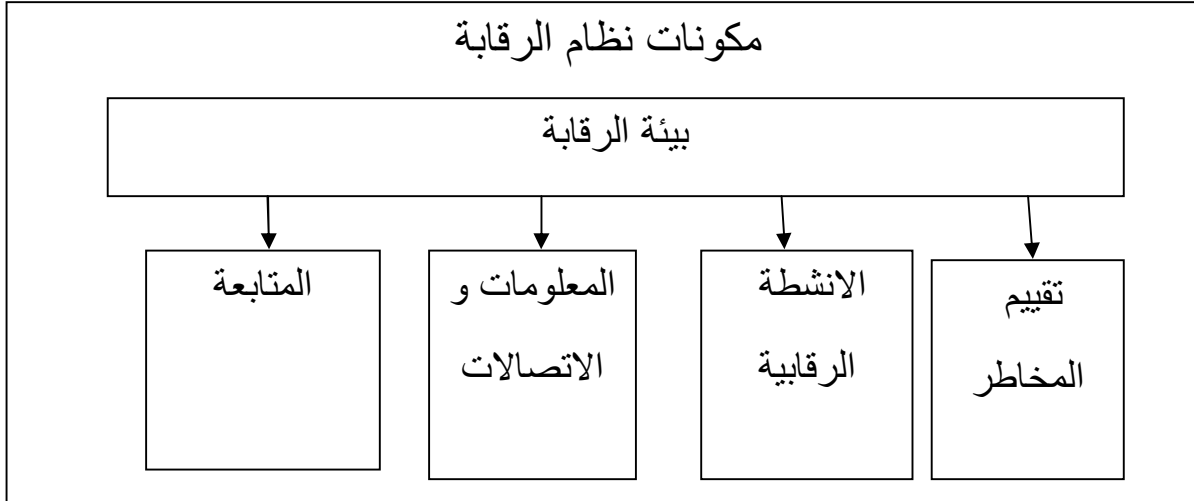 مكونات نظام الرقابة
بيئة الرقابة
تقييم
المخاطر
الانشطة
الرقابية
المعلومات و
الاتصالات
المتابعة